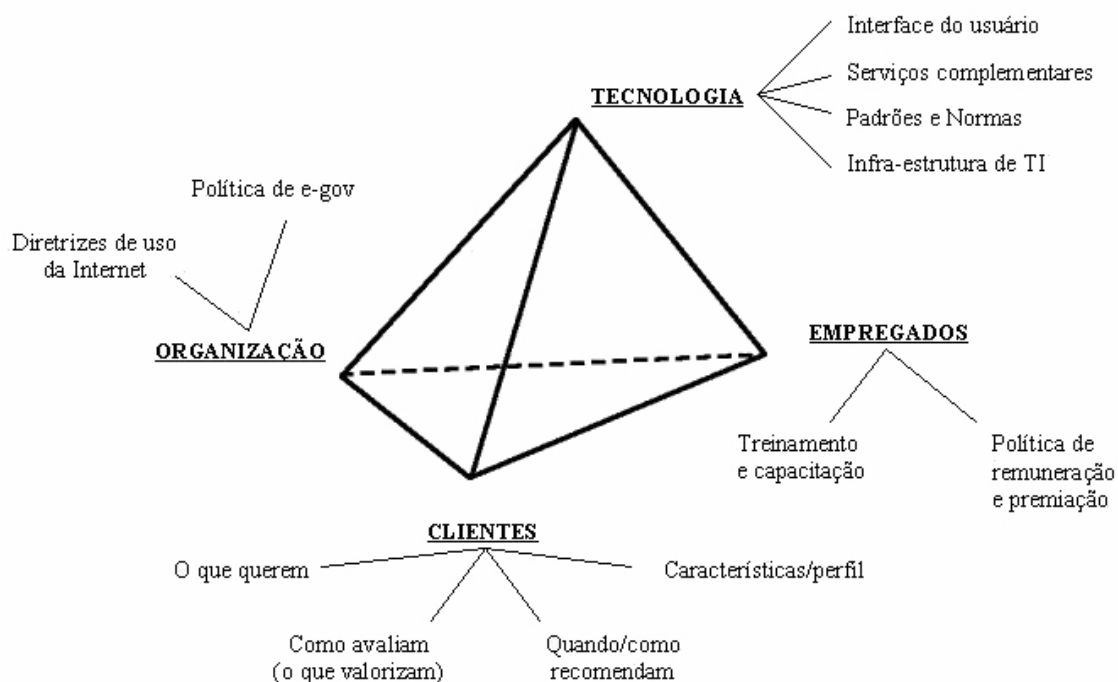 Interface do usuário
Serviços complementares
TECNOLOGIA
Padrões e Normas
Infra-estrutura de TI
Política de e-gov
Diretrizes de uso
da Internet
ORGANIZAÇÃO
EMPREGADOS
Treinamento
e capacitação
Política de
remuneração
e premiação
CLIENTES
O que querem
Características/perfil
Como avaliam
(o que valorizam)
Quando/como
recomendam